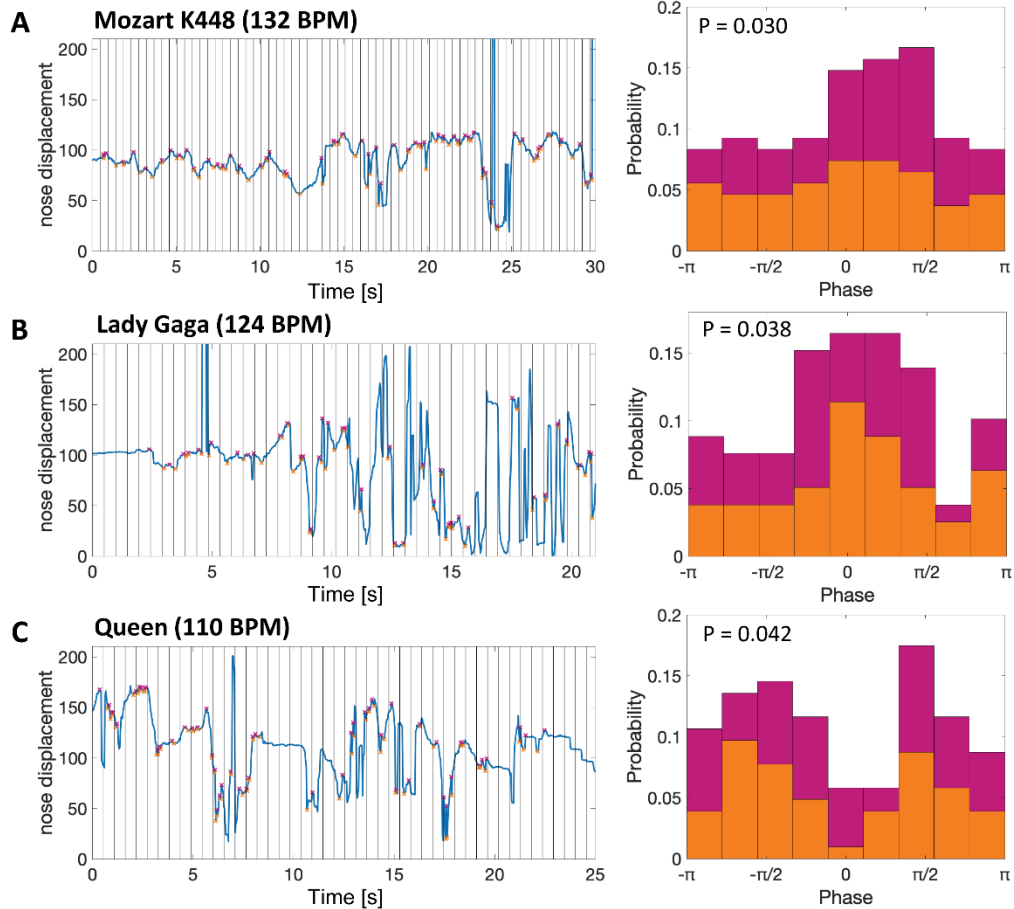 A
Mozart K448 (132 BPM)
nose displacement
200
150
100
50
0
0 5 10 15 20 25 30
Time [s]
P = 0.030
Probability
0.2
0.15
0.1
0.05
0
-π -π/2 0 π/2 π
Phase
B
Lady Gaga (124 BPM)
nose displacement
200
150
100
50
0
0 5 10 15 20
Time [s]
P = 0.038
Probability
0.15
0.1
0.05
0
-π -π/2 0 π/2 π
Phase
C
Queen (110 BPM)
nose displacement
200
150
100
50
0
0 5 10 15 20 25
Time [s]
P = 0.042
Probability
0.2
0.15
0.1
0.05
0
-π -π/2 0 π/2 π
Phase